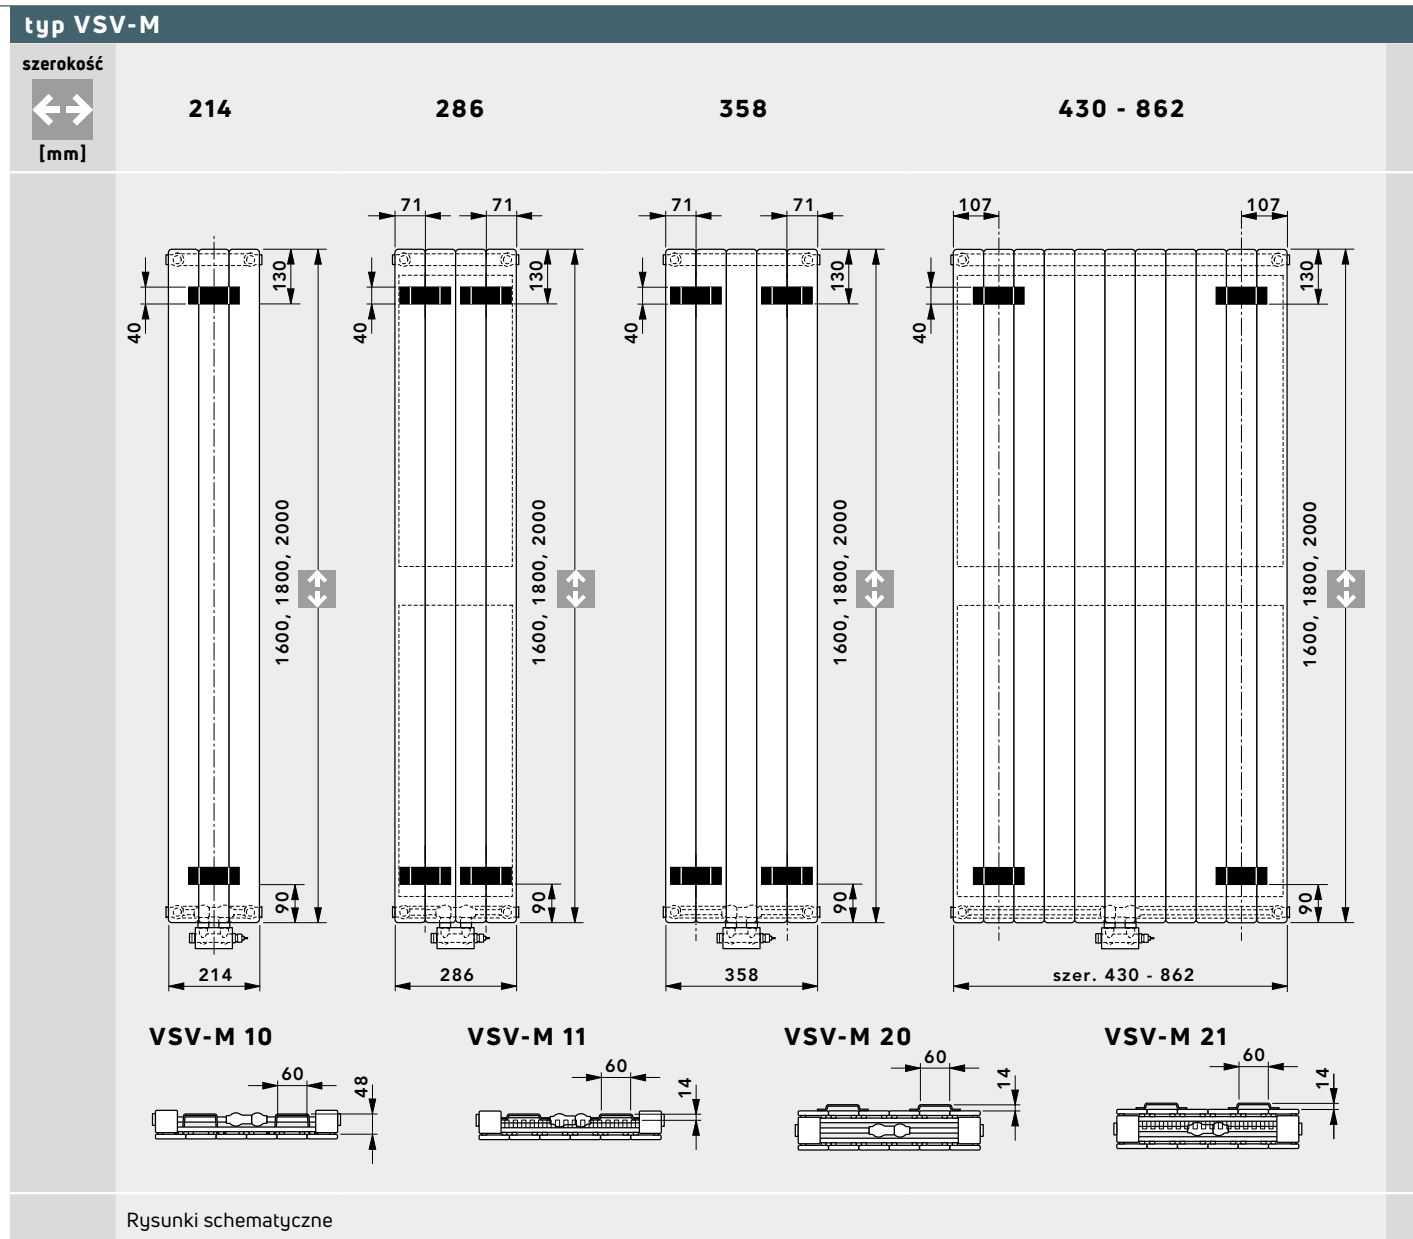 typ VSV-M
szerokość
[mm]
214
286
358
430 - 862
71
71
71
71
107
107
130
40
1600, 1800, 2000
90
214
130
40
1600, 1800, 2000
90
286
130
40
1600, 1800, 2000
90
358
130
40
1600, 1800, 2000
90
szer. 430 - 862
VSV-M 10
60
48
VSV-M 11
60
14
VSV-M 20
60
14
VSV-M 21
60
14
Rysunki schematyczne